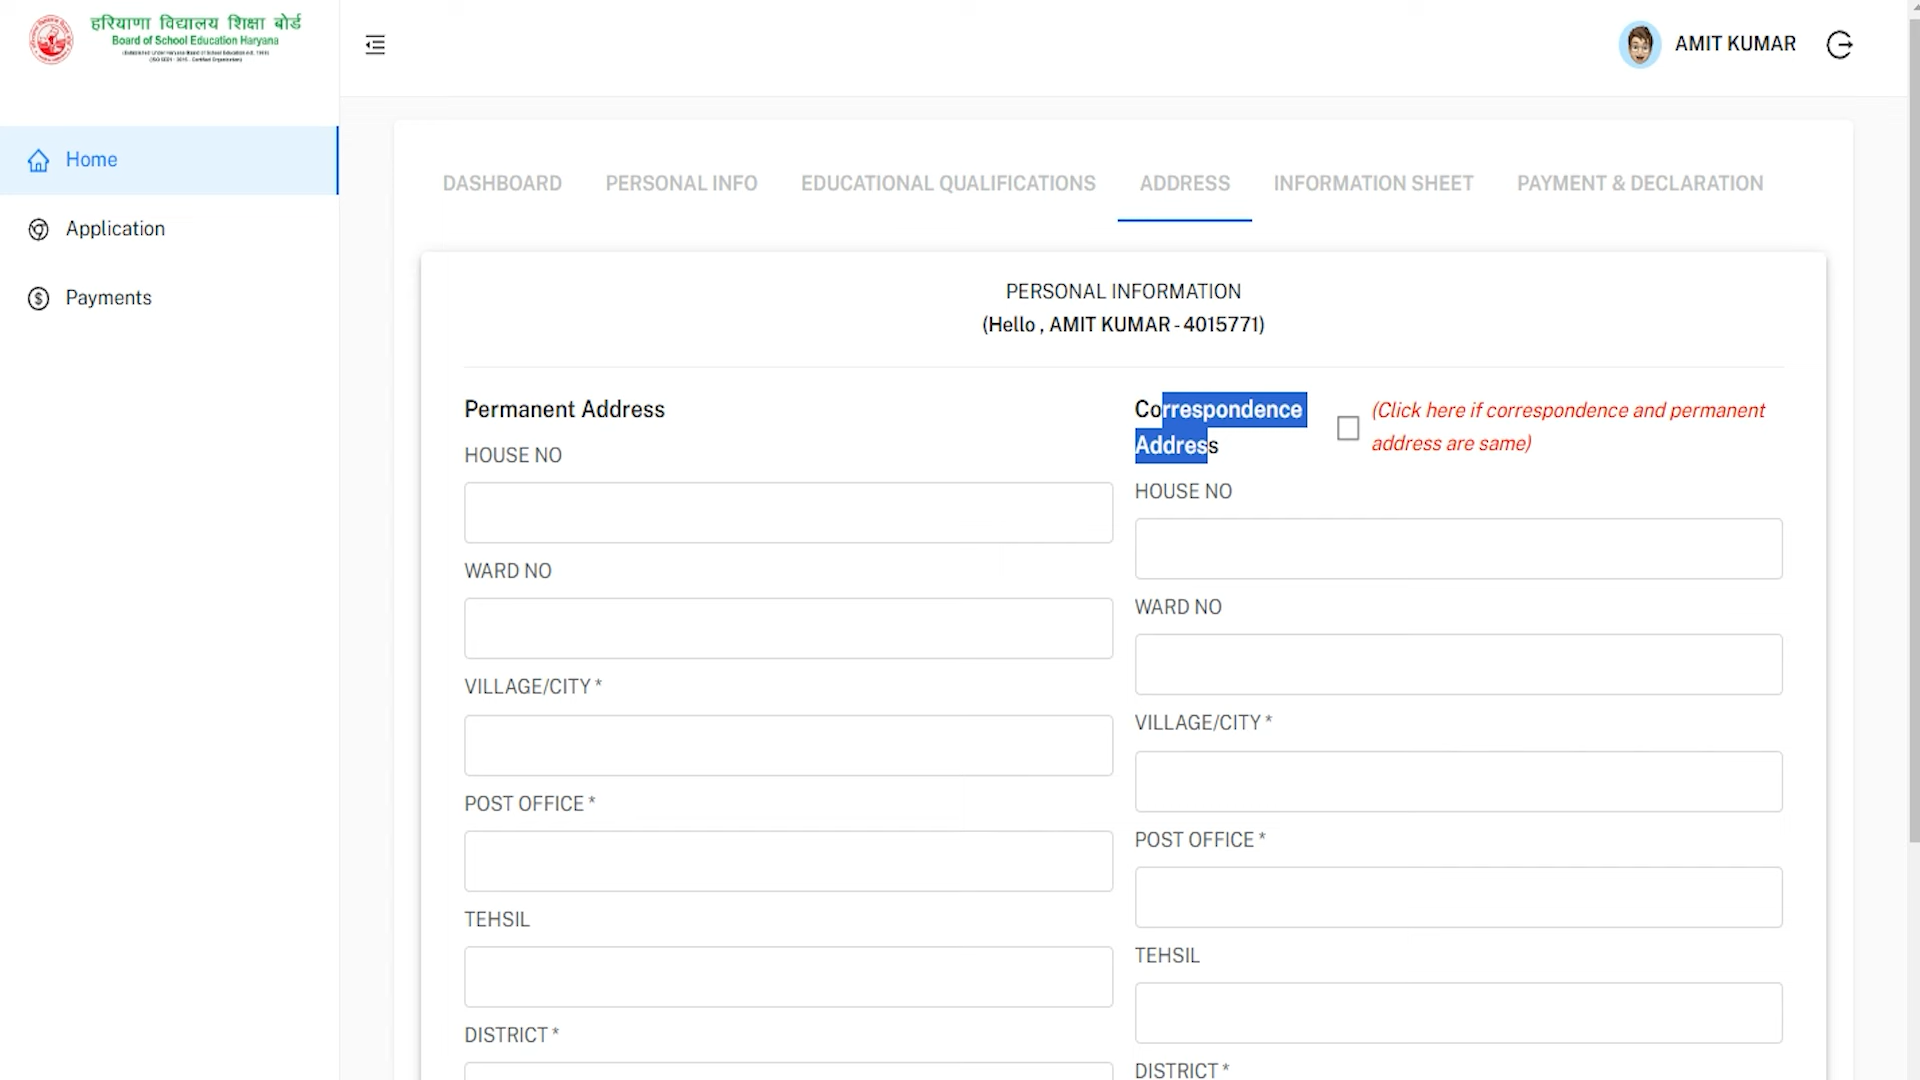 हरियाणा विद्यालय शिक्षा बोर्ड
Board of School Education Haryana
AMIT KUMAR
Home
Application
Payments
DASHBOARD
PERSONAL INFO
EDUCATIONAL QUALIFICATIONS
ADDRESS
INFORMATION SHEET
PAYMENT & DECLARATION
PERSONAL INFORMATION
(Hello , AMIT KUMAR - 4015771)
Permanent Address
HOUSE NO
WARD NO
VILLAGE/CITY *
POST OFFICE *
TEHSIL
DISTRICT *
Correspondence
Address
(Click here if correspondence and permanent
address are same)
HOUSE NO
WARD NO
VILLAGE/CITY *
POST OFFICE *
TEHSIL
DISTRICT *